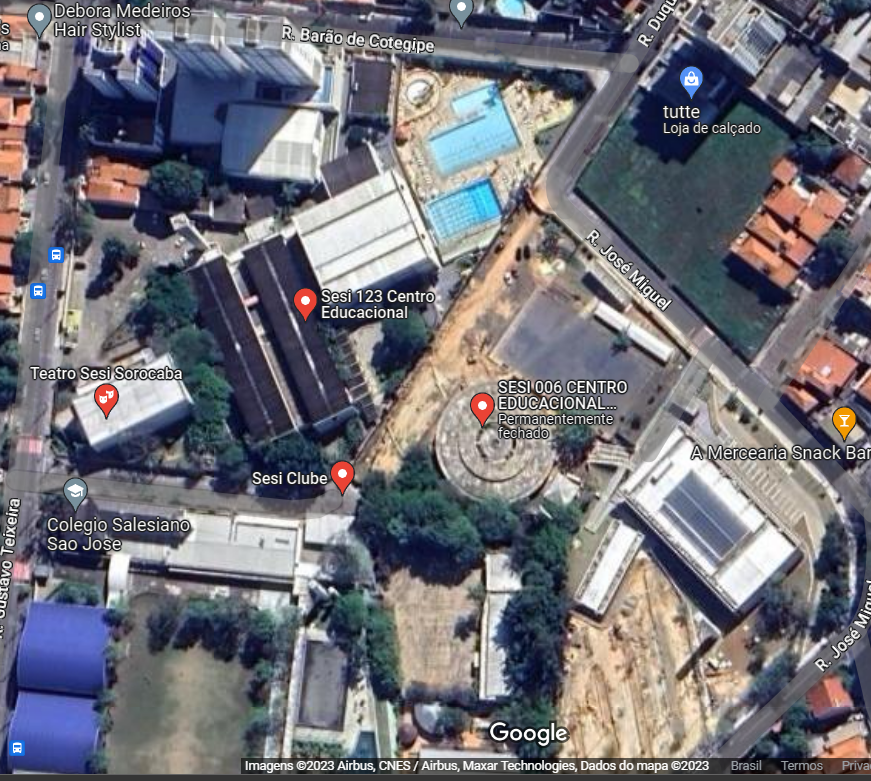 Debora Medeiros
Hair Stylist
R. Barão de Cotegipe
R. Duqu
tutte
Loja de calçado
R. José Miguel
Sesi 123 Centro
Educacional
Teatro Sesi Sorocaba
SESI 006 CENTRO
EDUCACIONAL...
Permanentemente
fechado
A Mercearia Snack Bar
Sesi Clube
Colegio Salesiano
Sao Jose
Gustavo Teixeira
R. José Miguel
Google
Imagens ©2023 Airbus, CNES / Airbus, Maxar Technologies, Dados do mapa ©2023
Brasil
Termos
Priva